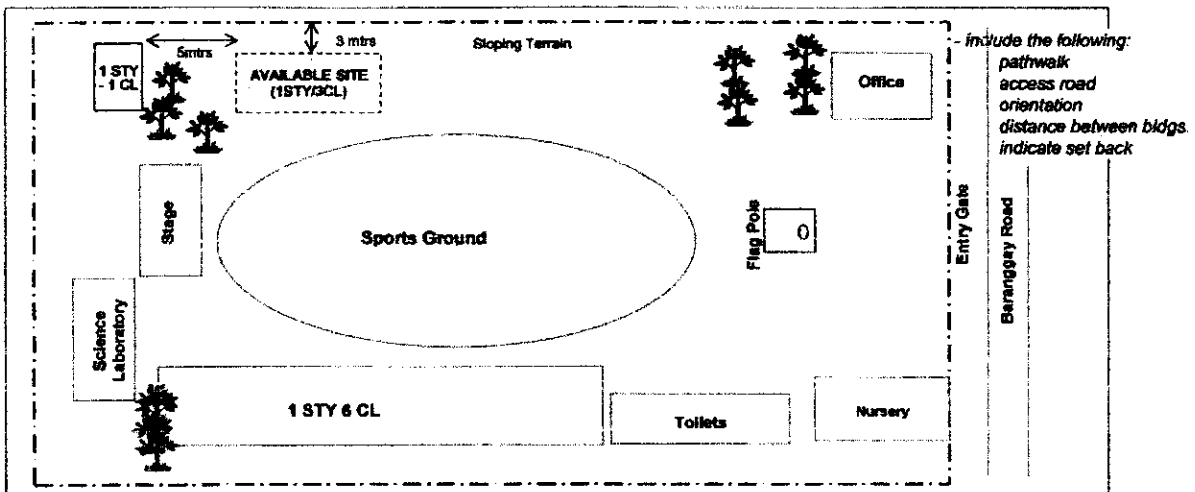 5mtrs
3 mtrs
Sloping Terrain
1 STY
- 1 CL
AVAILABLE SITE
(1STY/3CL)
Office
- include the following:
pathwalk
access road
orientation
distance between bldgs.
indicate set back
Stage
Sports Ground
Flag Pole
Entry Gate
Baranggay Road
Science
Laboratory
1 STY 6 CL
Toilets
Nursery